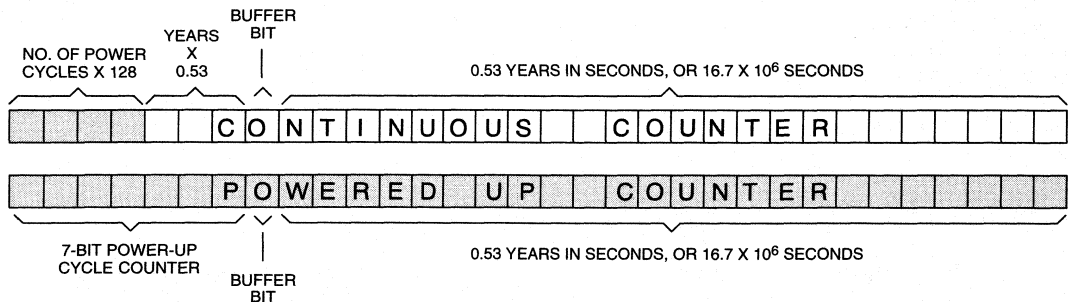 BUFFER
BIT
YEARS
X
0.53
NO. OF POWER
CYCLES X 128
0.53 YEARS IN SECONDS, OR 16.7 X 10⁶ SECONDS
CONTINUOUS COUNTER
POWERED UP COUNTER
7-BIT POWER-UP
CYCLE COUNTER
BUFFER
BIT
0.53 YEARS IN SECONDS, OR 16.7 X 10⁶ SECONDS